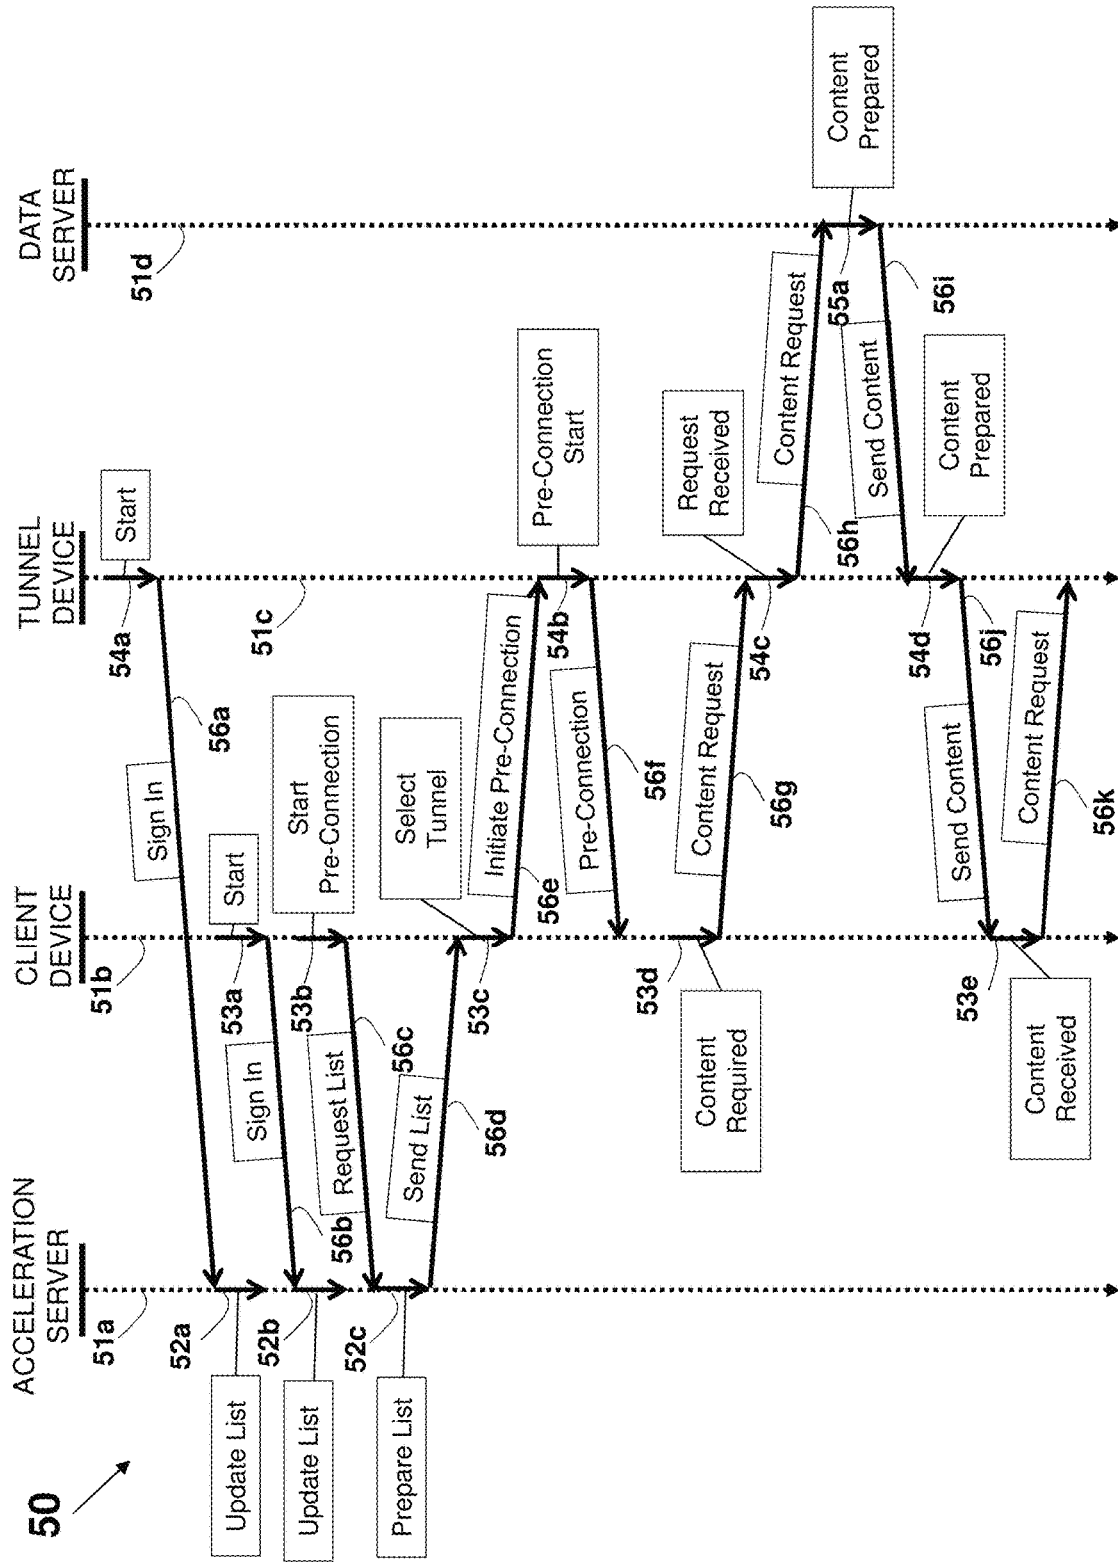 50
ACCELERATION
SERVER
CLIENT
DEVICE
TUNNEL
DEVICE
DATA
SERVER
51a
51b
54a
Start
51d
Sign In
56a
52a
Update List
53a
Start
51c
Sign In
56b
52b
Update List
53b
Start
Pre-Connection
Request List
56c
52c
Prepare List
Send List
56d
53c
Select
Tunnel
Initiate Pre-Connection
56e
54b
Pre-Connection
Start
Pre-Connection
56f
53d
Content
Required
Content Request
56g
54c
Request
Received
Content Request
56h
55a
Content
Prepared
Send Content
56i
54d
Content
Prepared
56j
Send Content
53e
Content
Received
Content Request
56k